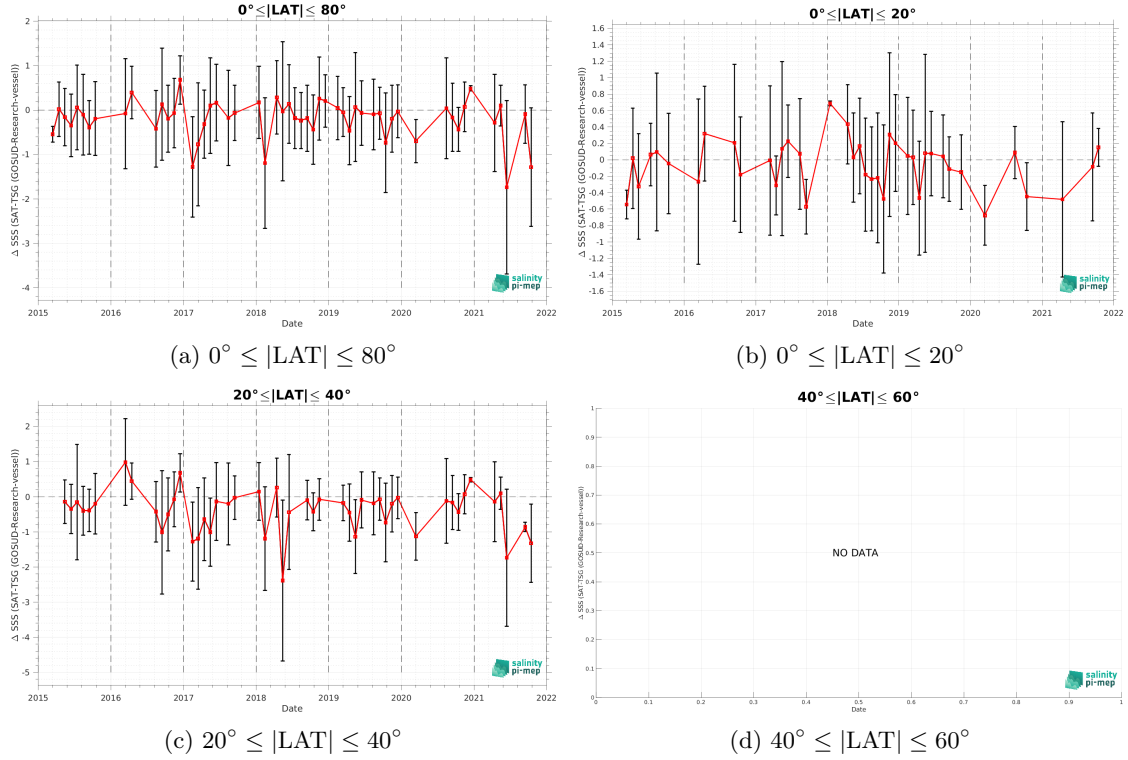 0°≤|LAT|≤ 80°
Δ SSS (SAT-TSG (GOSUD-Research-vessel))
2
1
0
-1
-2
-3
-4
2015 2016 2017 2018 2019 2020 2021 2022
Date
salinity
pi-mep
(a) 0° ≤ |LAT| ≤ 80°
0°≤|LAT|≤ 20°
Δ SSS (SAT-TSG (GOSUD-Research-vessel))
1.6
1.4
1.2
1
0.8
0.6
0.4
0.2
0
-0.2
-0.4
-0.6
-0.8
-1
-1.2
-1.4
-1.6
2015 2016 2017 2018 2019 2020 2021 2022
Date
salinity
pi-mep
(b) 0° ≤ |LAT| ≤ 20°
20°≤|LAT|≤ 40°
Δ SSS (SAT-TSG (GOSUD-Research-vessel))
2
1
0
-1
-2
-3
-4
-5
2015 2016 2017 2018 2019 2020 2021 2022
Date
salinity
pi-mep
(c) 20° ≤ |LAT| ≤ 40°
40°≤|LAT|≤ 60°
Δ SSS (SAT-TSG (GOSUD-Research-vessel))
1
0.9
0.8
0.7
0.6
0.5
0.4
0.3
0.2
0.1
0
NO DATA
0 0.1 0.2 0.3 0.4 0.5 0.6 0.7 0.8 0.9 1
Date
salinity
pi-mep
(d) 40° ≤ |LAT| ≤ 60°